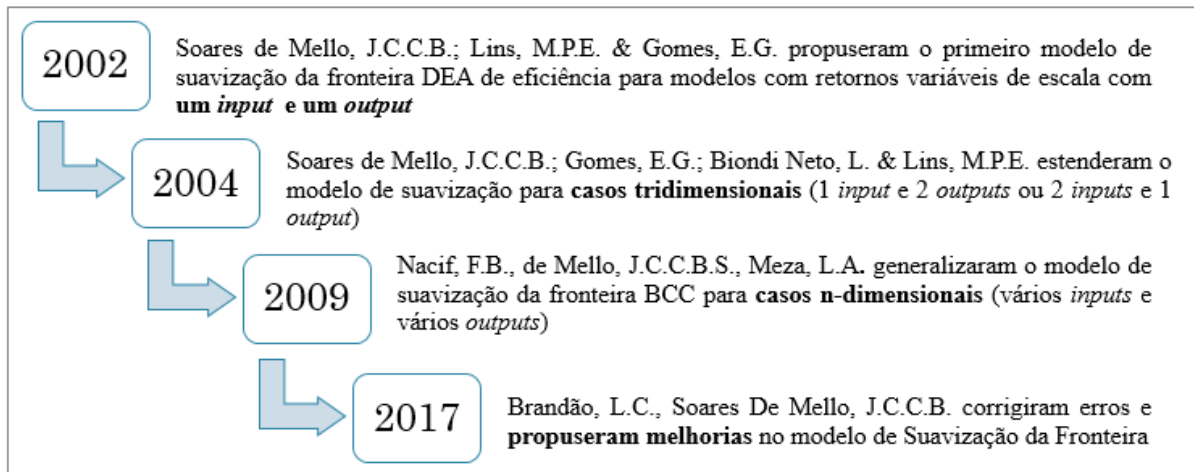 2002
Soares de Mello, J.C.C.B.; Lins, M.P.E. & Gomes, E.G. propuseram o primeiro modelo de
suavização da fronteira DEA de eficiência para modelos com retornos variáveis de escala com
um input e um output
2004
Soares de Mello, J.C.C.B.; Gomes, E.G.; Biondi Neto, L. & Lins, M.P.E. estenderam o
modelo de suavização para casos tridimensionais (1 input e 2 outputs ou 2 inputs e 1
output)
2009
Nacif, F.B., de Mello, J.C.C.B.S., Meza, L.A. generalizaram o modelo de
suavização da fronteira BCC para casos n-dimensionais (vários inputs e
vários outputs)
2017
Brandão, L.C., Soares De Mello, J.C.C.B. corrigiram erros e
propuseram melhorias no modelo de Suavização da Fronteira